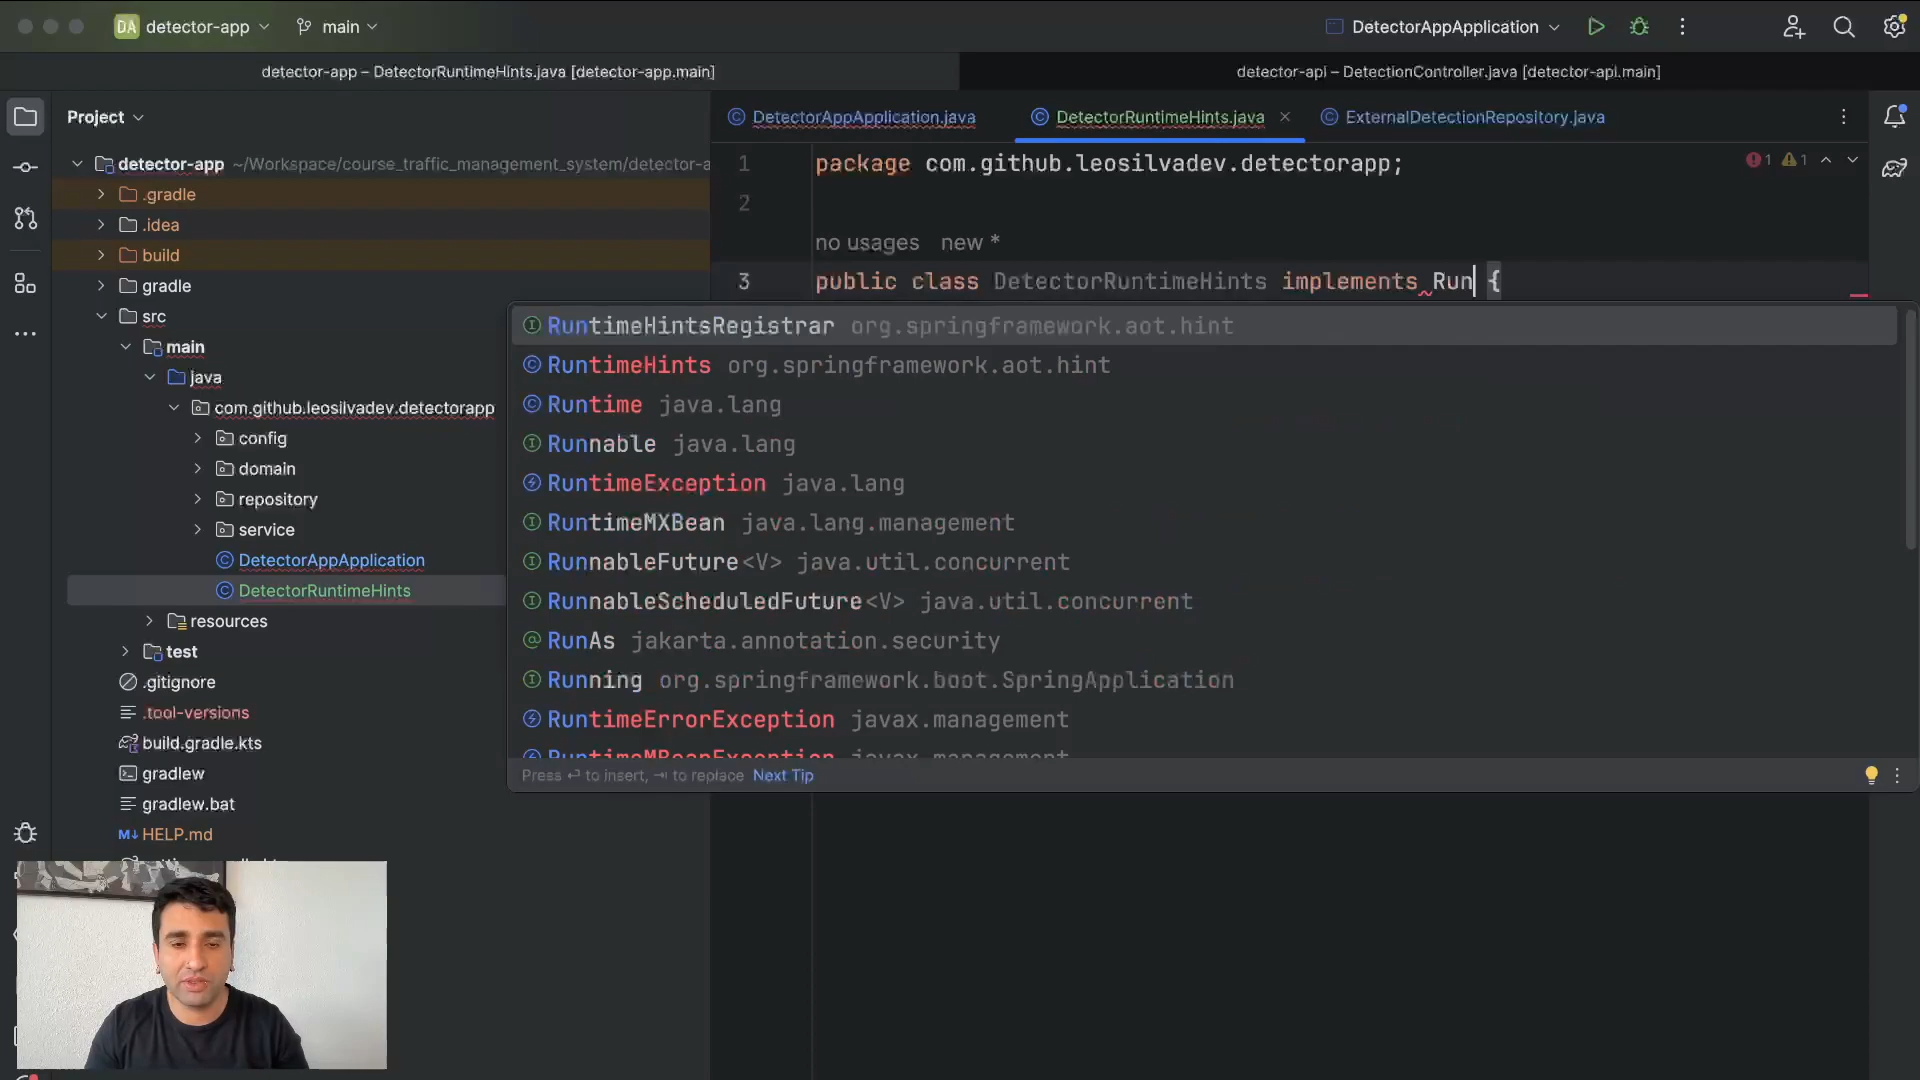 DA detector-app main DetectorAppApplication
detector-app – DetectorRuntimeHints.java [detector-app.main] detector-api – DetectionController.java [detector-api.main]
Project
detector-app ~/Workspace/course_traffic_management_system/detector-a
.gradle
.idea
build
gradle
src
main
java
com.github.leosilvadev.detectorapp
config
domain
repository
service
DetectorAppApplication
DetectorRuntimeHints
resources
test
.gitignore
.tool-versions
build.gradle.kts
gradlew
gradlew.bat
M↓ HELP.md
DetectorAppApplication.java DetectorRuntimeHints.java ExternalDetectionRepository.java
1 package com.github.leosilvadev.detectorapp; 1 1
2
no usages new *
3 public class DetectorRuntimeHints implements Run {
RuntimeHintsRegistrar org.springframework.aot.hint
RuntimeHints org.springframework.aot.hint
Runtime java.lang
Runnable java.lang
RuntimeException java.lang
RuntimeMXBean java.lang.management
RunnableFuture<V> java.util.concurrent
RunnableScheduledFuture<V> java.util.concurrent
RunAs jakarta.annotation.security
Running org.springframework.boot.SpringApplication
RuntimeErrorException javax.management
RuntimeMBeanException javax.management
Press ↵ to insert, ⇥ to replace Next Tip